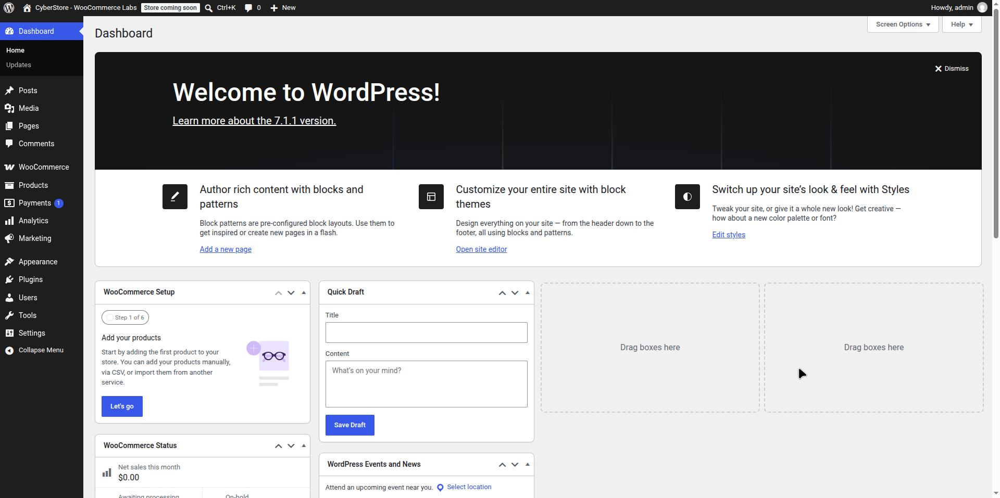 CyberStore - WooCommerce Labs
Store coming soon
Ctrl+K
0
New
Howdy, admin
Dashboard
Home
Updates
Posts
Media
Pages
Comments
WooCommerce
Products
Payments 1
Analytics
Marketing
Appearance
Plugins
Users
Tools
Settings
Collapse Menu
Dashboard
Screen Options
Help
Dismiss
Welcome to WordPress!
Learn more about the 7.1.1 version.
Author rich content with blocks and
patterns
Block patterns are pre-configured block layouts. Use them to
get inspired or create new pages in a flash.
Add a new page
Customize your entire site with block
themes
Design everything on your site — from the header down to the
footer, all using blocks and patterns.
Open site editor
Switch up your site’s look & feel with Styles
Tweak your site, or give it a whole new look! Get creative —
how about a new color palette or font?
Edit styles
WooCommerce Setup
Step 1 of 6
Add your products
Start by adding the first product to your
store. You can add your products manually,
via CSV, or import them from another
service.
Let's go
WooCommerce Status
Net sales this month
$0.00
Awaiting processing
On-hold
Quick Draft
Title
Content
What’s on your mind?
Save Draft
WordPress Events and News
Attend an upcoming event near you.
Select location
Drag boxes here
Drag boxes here